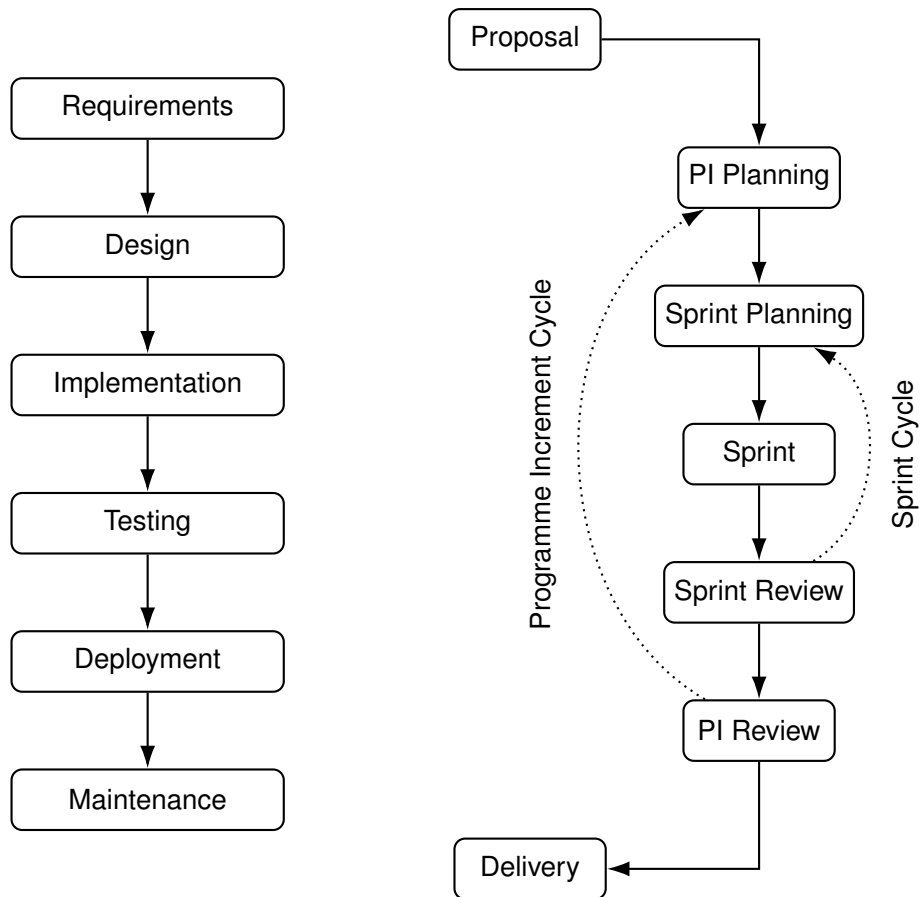 Requirements
Design
Implementation
Testing
Deployment
Maintenance
Proposal
PI Planning
Sprint Planning
Sprint
Sprint Review
PI Review
Delivery
Programme Increment Cycle
Sprint Cycle